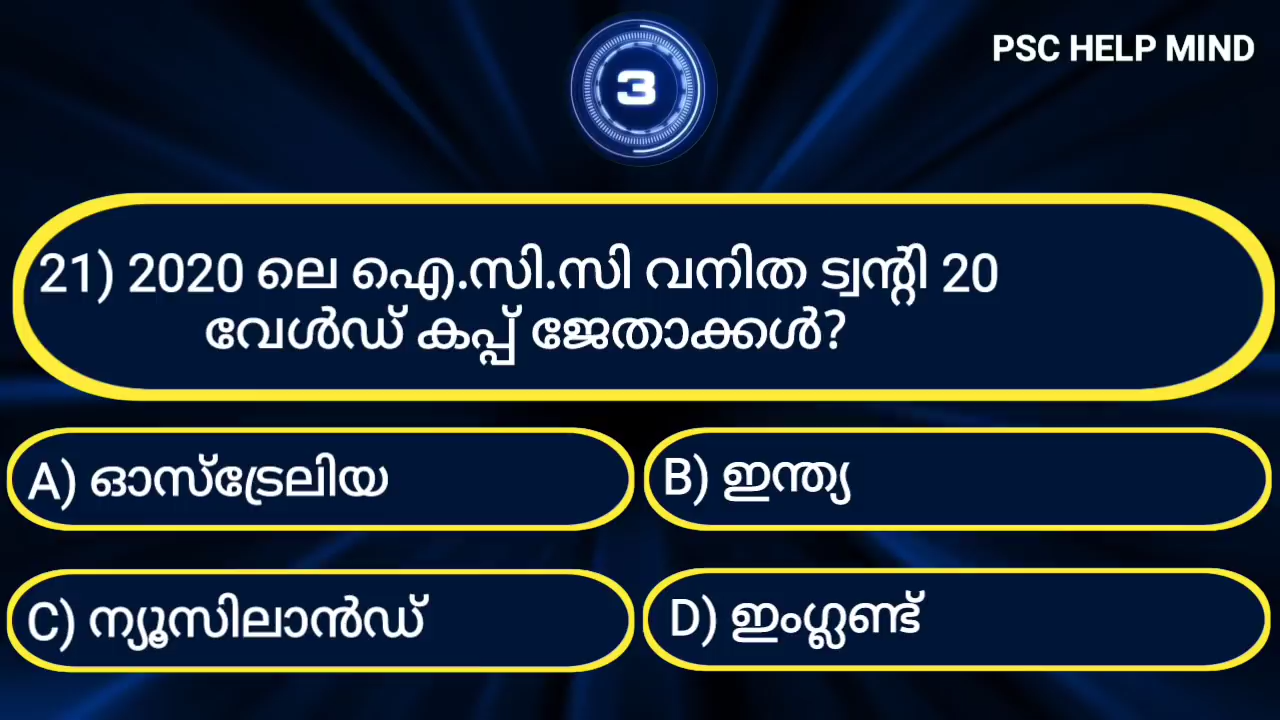 3
PSC HELP MIND
21) 2020 ലെ ഐ.സി.സി വനിത ട്വന്റി 20
വേൾഡ് കപ്പ് ജേതാക്കൾ?
A) ഓസ്ട്രേലിയ
B) ഇന്ത്യ
C) ന്യൂസിലാൻഡ്
D) ഇംഗ്ലണ്ട്